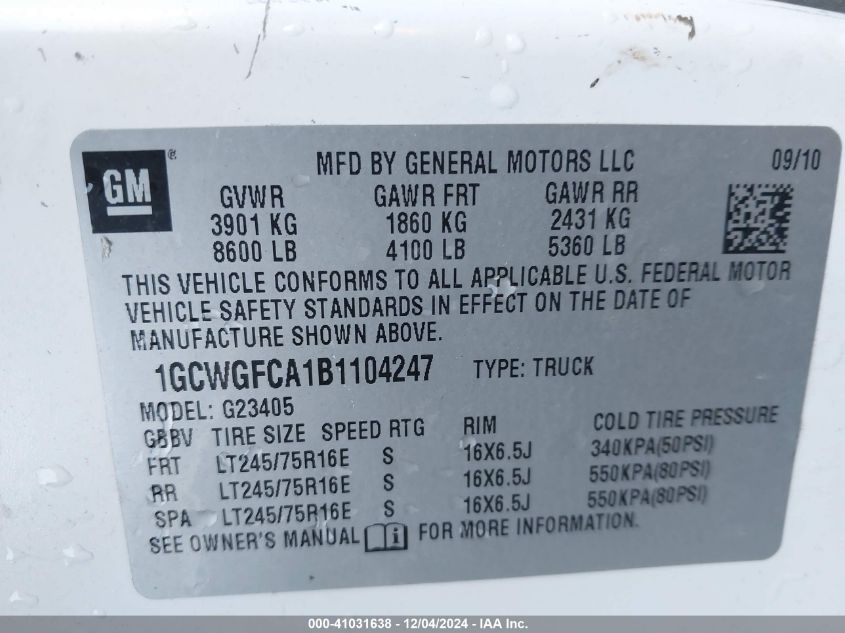 GM®
MFD BY GENERAL MOTORS LLC 09/10
GVWR GAWR FRT GAWR RR
3901 KG 1860 KG 2431 KG
8600 LB 4100 LB 5360 LB
THIS VEHICLE CONFORMS TO ALL APPLICABLE U.S. FEDERAL MOTOR
VEHICLE SAFETY STANDARDS IN EFFECT ON THE DATE OF
MANUFACTURE SHOWN ABOVE.
1GCWGFCA1B1104247 TYPE: TRUCK
MODEL: G23405
GBBV TIRE SIZE SPEED RTG RIM COLD TIRE PRESSURE
FRT LT245/75R16E S 16X6.5J 340KPA(50PSI)
RR LT245/75R16E S 16X6.5J 550KPA(80PSI)
SPA LT245/75R16E S 16X6.5J 550KPA(80PSI)
SEE OWNER'S MANUAL FOR MORE INFORMATION.
000-41031638 - 12/04/2024 - IAA Inc.